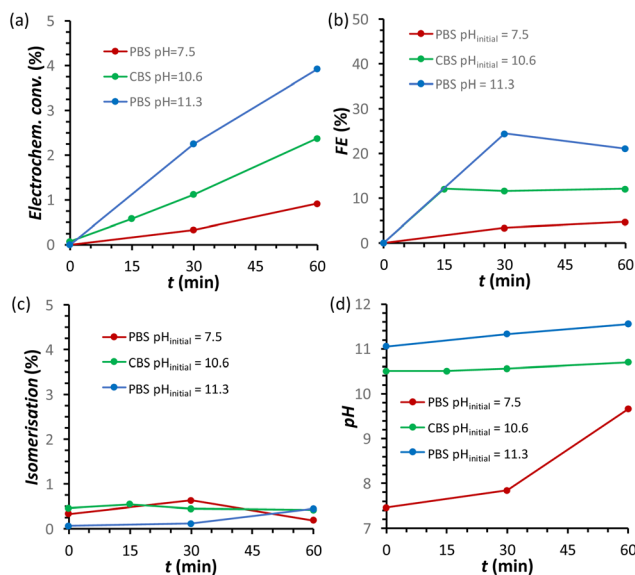 (a)
Electrochem. conv. (%)
5
4
3
2
1
0
PBS pH=7.5
CBS pH=10.6
PBS pH=11.3
0 15 30 45 60
t (min)
(b)
FE (%)
50
40
30
20
10
0
PBS pHinitial = 7.5
CBS pHinitial = 10.6
PBS pH = 11.3
0 15 30 45 60
t (min)
(c)
Isomerisation (%)
5
4
3
2
1
0
PBS pHinitial = 7.5
CBS pHinitial = 10.6
PBS pHinitial = 11.3
0 15 30 45 60
t (min)
(d)
pH
12
11
10
9
8
7
PBS pHinitial = 7.5
CBS pHinitial = 10.6
PBS pHinitial = 11.3
0 15 30 45 60
t (min)